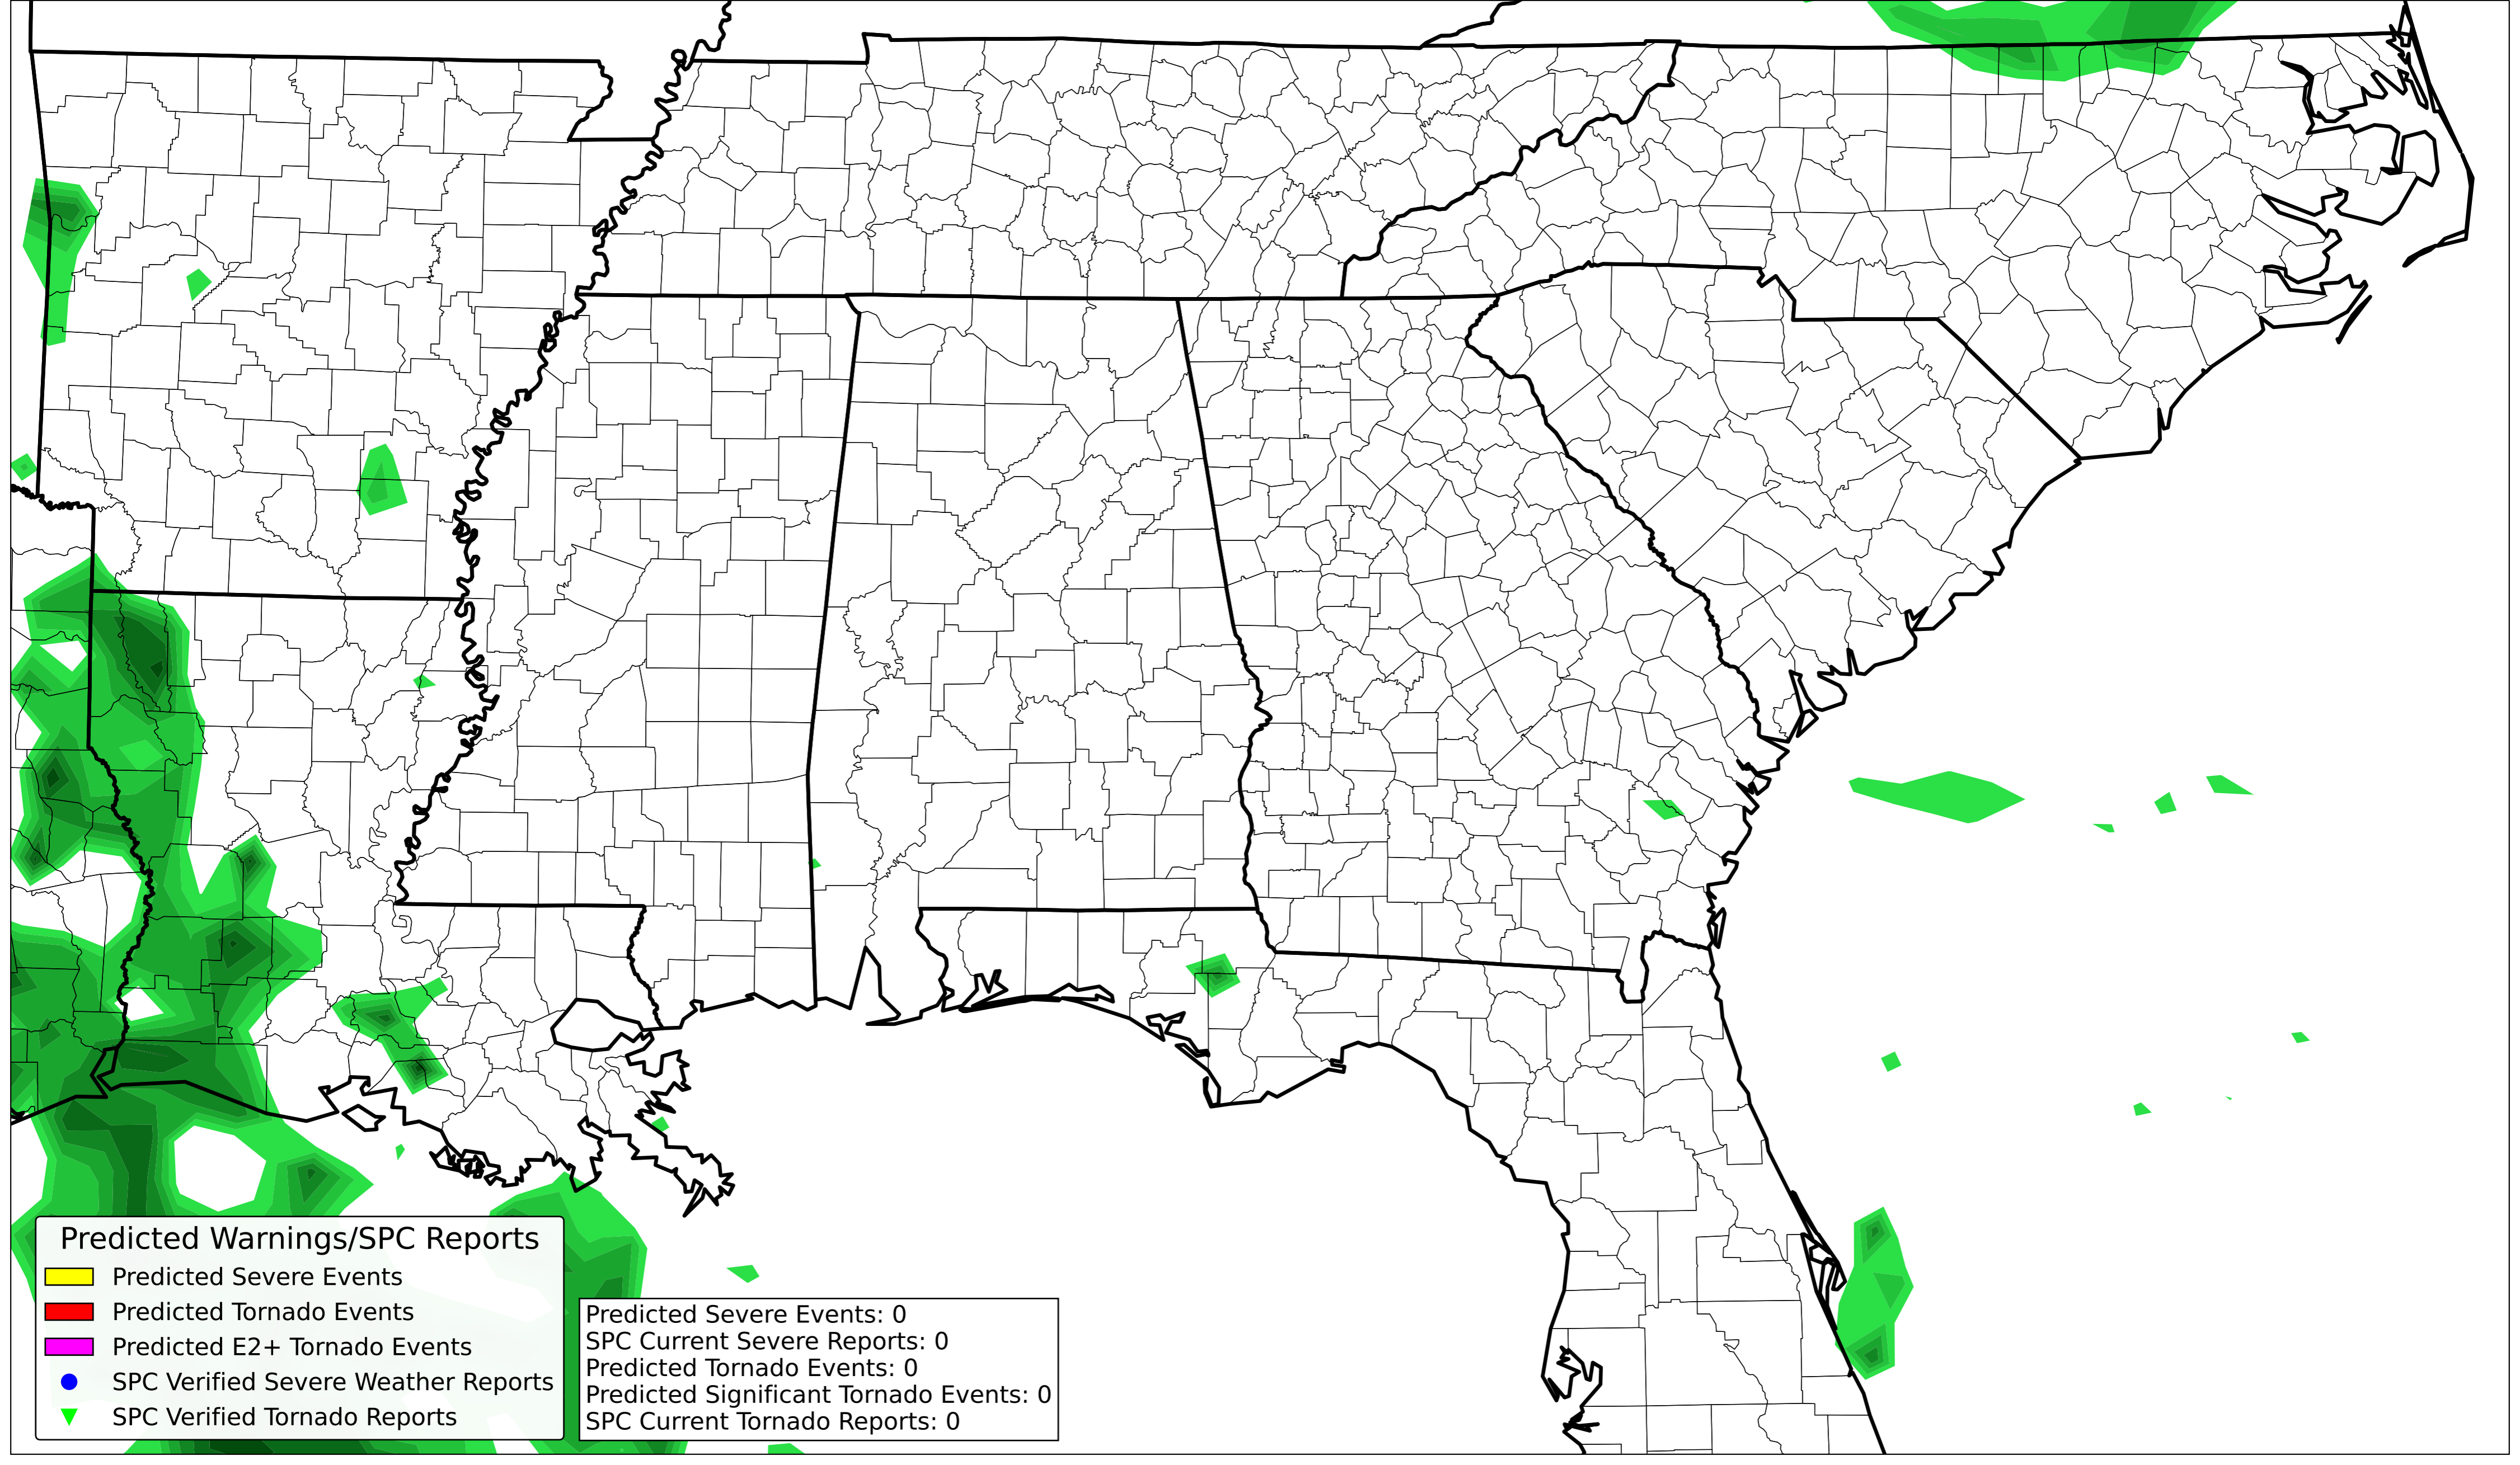 Predicted Warnings/SPC Reports
Predicted Severe Events
Predicted Tornado Events
Predicted E2+ Tornado Events
SPC Verified Severe Weather Reports
SPC Verified Tornado Reports
Predicted Severe Events: 0
SPC Current Severe Reports: 0
Predicted Tornado Events: 0
Predicted Significant Tornado Events: 0
SPC Current Tornado Reports: 0